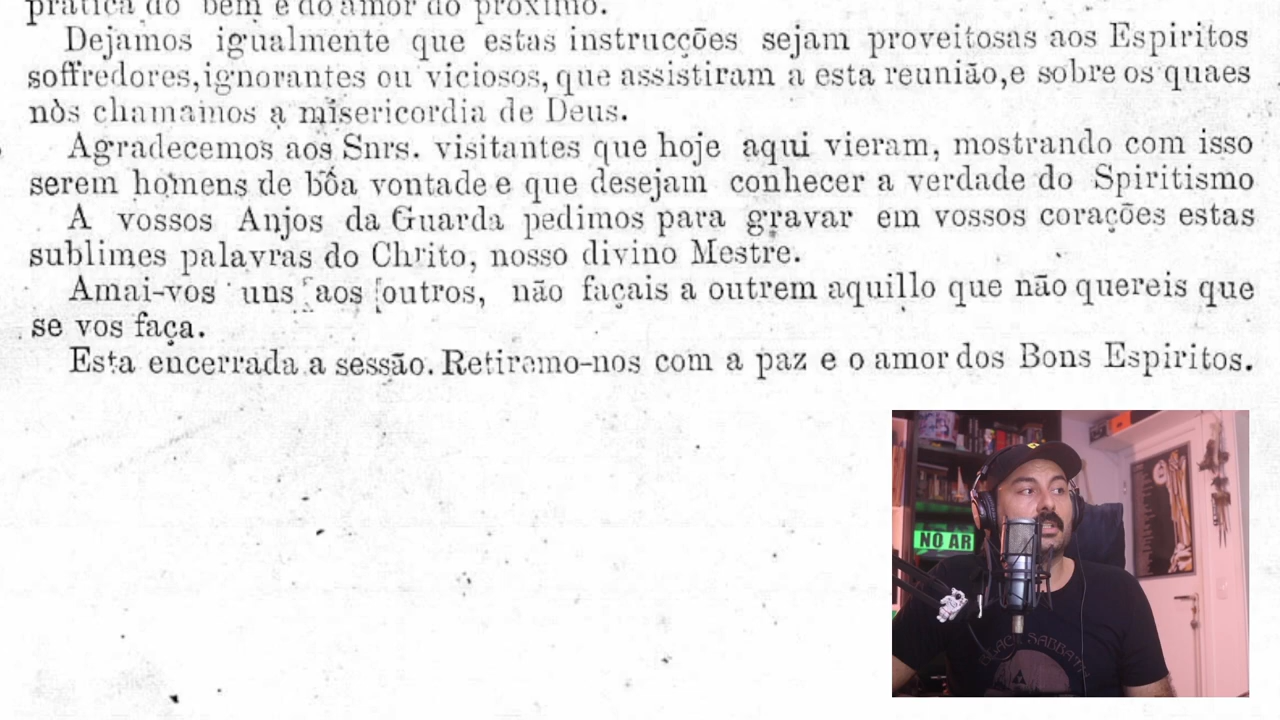 pratica do bem e do amor do proximo.
Dejamos igualmente que estas instrucções sejam proveitosas aos Espiritos
soffredores, ignorantes ou viciosos, que assistiram a esta reunião, e sobre os quaes
nòs chamamos a misericordia de Deus.
Agradecemos aos Snrs. visitantes que hoje aqui vieram, mostrando com isso
serem homens de bôa vontade e que desejam conhecer a verdade do Spiritismo
A vossos Anjos da Guarda pedimos para gravar em vossos corações estas
sublimes palavras do Chrito, nosso divino Mestre.
Amai-vos uns aos outros, não façais a outrem aquillo que não quereis que
se vos faça.
Esta encerrada a sessão. Retiramo-nos com a paz e o amor dos Bons Espiritos.
NO AR
BLACK SABBATH